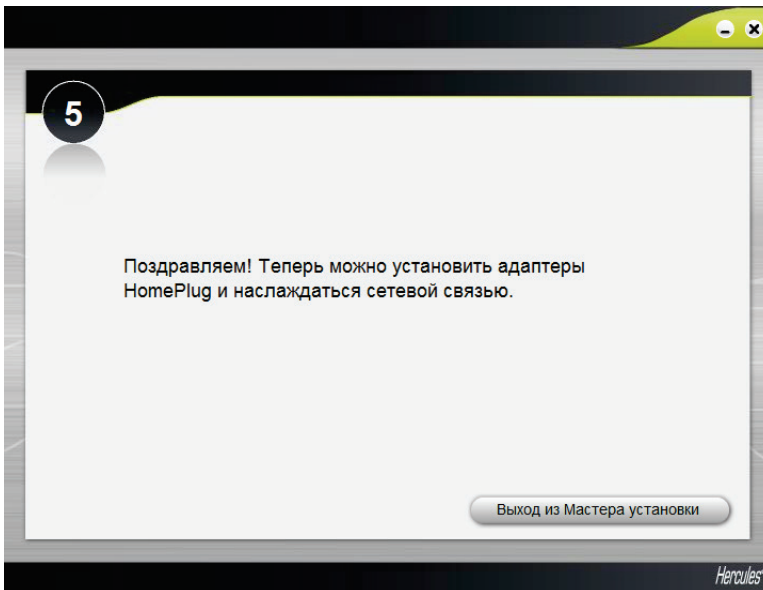 5
Поздравляем! Теперь можно установить адаптеры
HomePlug и наслаждаться сетевой связью.
Выход из Мастера установки
Hercules